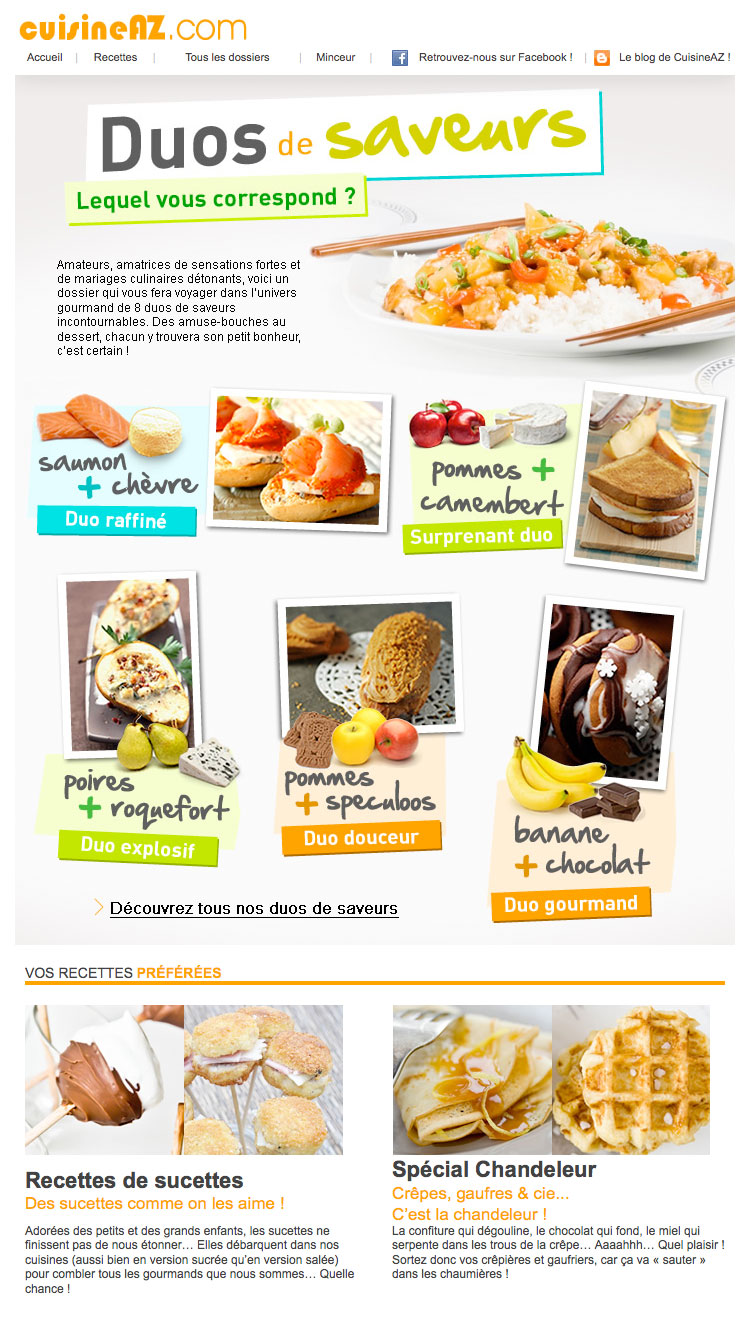 cuisineAZ.com
Accueil | Recettes | Tous les dossiers | Minceur | Retrouvez-nous sur Facebook ! | Le blog de CuisineAZ !
Duos de saveurs
Lequel vous correspond ?
Amateurs, amatrices de sensations fortes et
de mariages culinaires détonants, voici un
dossier qui vous fera voyager dans l'univers
gourmand de 8 duos de saveurs
incontournables. Des amuse-bouches au
dessert, chacun y trouvera son petit bonheur,
c'est certain !
saumon
+ chèvre
Duo raffiné
pommes +
camembert
Surprenant duo
poires
+ roquefort
Duo explosif
pommes
+ speculoos
Duo douceur
banane
+ chocolat
Duo gourmand
Découvrez tous nos duos de saveurs
VOS RECETTES PRÉFÉRÉES
Recettes de sucettes
Des sucettes comme on les aime !
Adorées des petits et des grands enfants, les sucettes ne
finissent pas de nous étonner… Elles débarquent dans nos
cuisines (aussi bien en version sucrée qu'en version salée)
pour combler tous les gourmands que nous sommes… Quelle
chance !
Spécial Chandeleur
Crêpes, gaufres & cie...
C'est la chandeleur !
La confiture qui dégouline, le chocolat qui fond, le miel qui
serpente dans les trous de la crêpe… Aaaahhh… Quel plaisir !
Sortez donc vos crêpières et gaufriers, car ça va « sauter »
dans les chaumières !